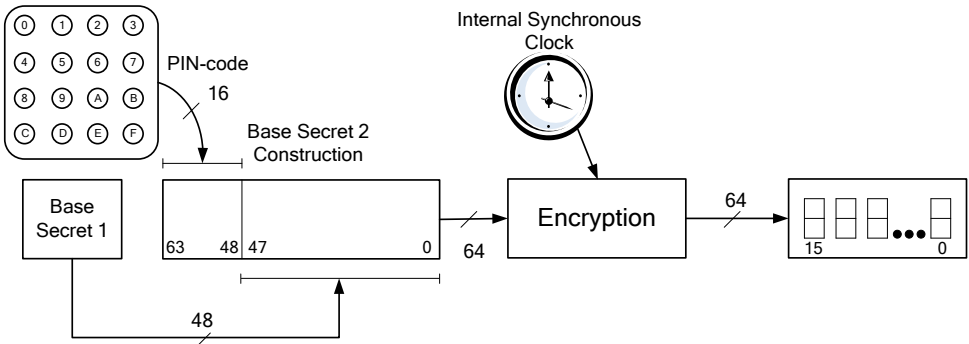 0 1 2 3
4 5 6 7
8 9 A B
C D E F
PIN-code
16
Internal Synchronous
Clock
Base Secret 2
Construction
Base
Secret 1
63 48 47 0
64
Encryption
64
15 0
48